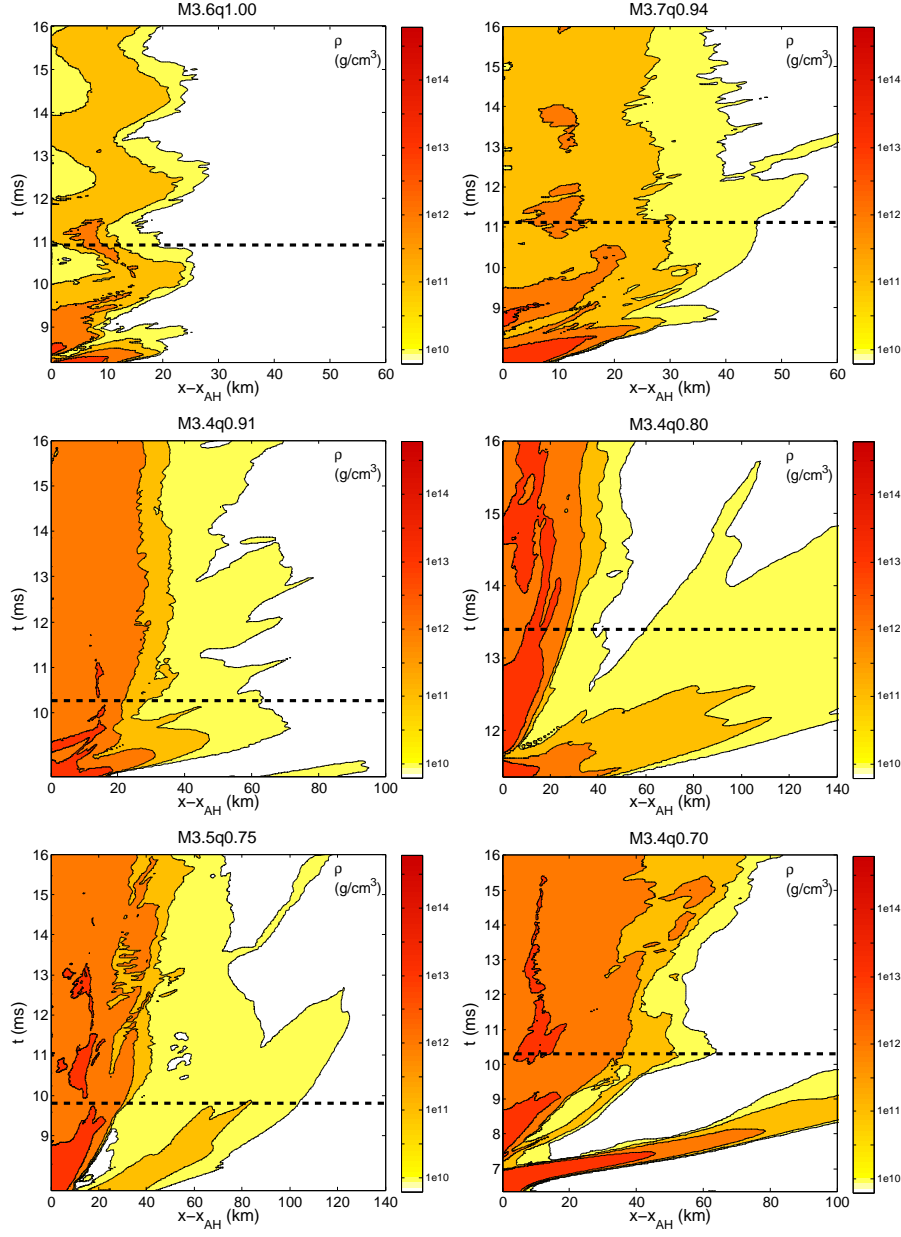 M3.6q1.00
16
15
14
13
12
11
10
9
t (ms)
0 10 20 30 40 50 60
x−x_AH (km)
ρ
(g/cm³)
1e14
1e13
1e12
1e11
1e10
M3.7q0.94
16
15
14
13
12
11
10
9
t (ms)
0 10 20 30 40 50 60
x−x_AH (km)
ρ
(g/cm³)
1e14
1e13
1e12
1e11
1e10
M3.4q0.91
16
15
14
13
12
11
10
t (ms)
0 20 40 60 80 100
x−x_AH (km)
ρ
(g/cm³)
1e14
1e13
1e12
1e11
1e10
M3.4q0.80
16
15
14
13
12
t (ms)
0 20 40 60 80 100 120 140
x−x_AH (km)
ρ
(g/cm³)
1e14
1e13
1e12
1e11
1e10
M3.5q0.75
16
15
14
13
12
11
10
9
t (ms)
0 20 40 60 80 100 120 140
x−x_AH (km)
ρ
(g/cm³)
1e14
1e13
1e12
1e11
1e10
M3.4q0.70
16
15
14
13
12
11
10
9
8
7
t (ms)
0 20 40 60 80 100
x−x_AH (km)
ρ
(g/cm³)
1e14
1e13
1e12
1e11
1e10